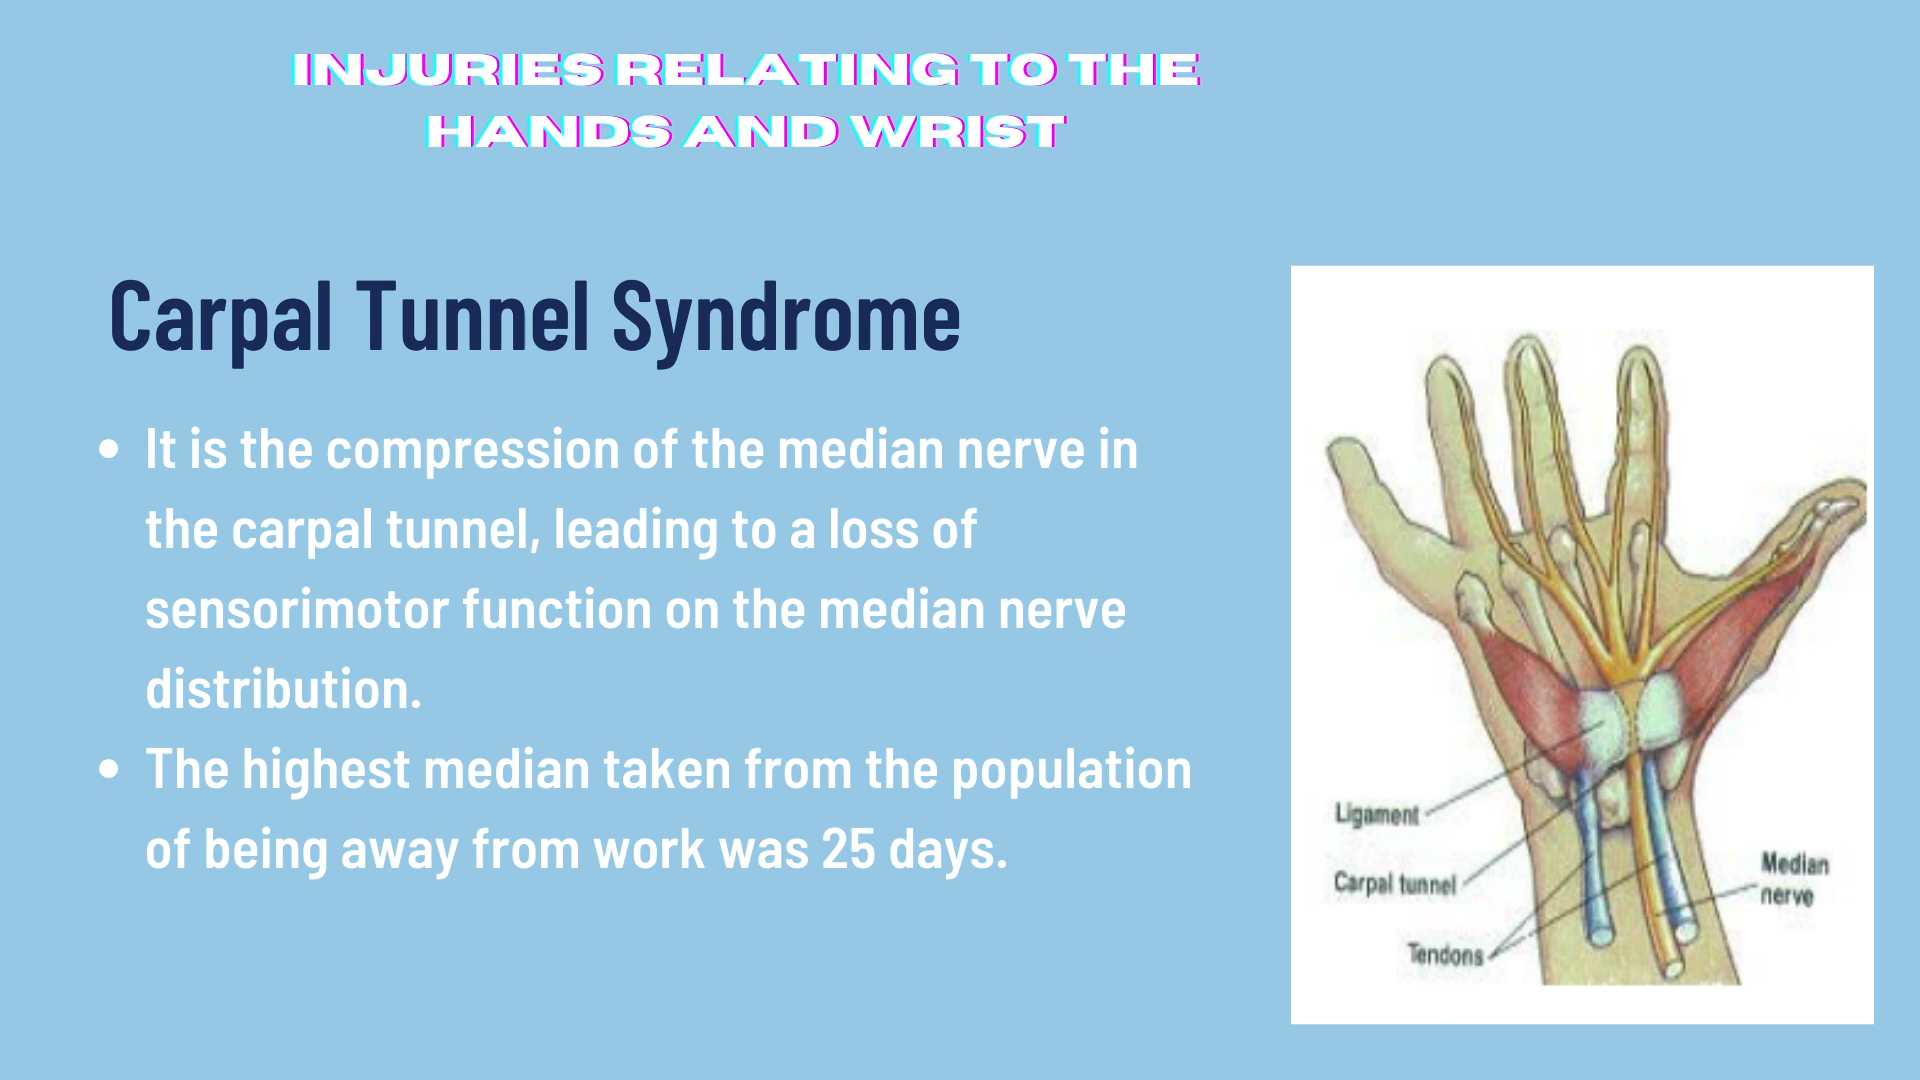 INJURIES RELATING TO THE
HANDS AND WRIST
Carpal Tunnel Syndrome
• It is the compression of the median nerve in
the carpal tunnel, leading to a loss of
sensorimotor function on the median nerve
distribution.
• The highest median taken from the population
of being away from work was 25 days.
Ligament
Carpal tunnel
Tendons
Median
nerve